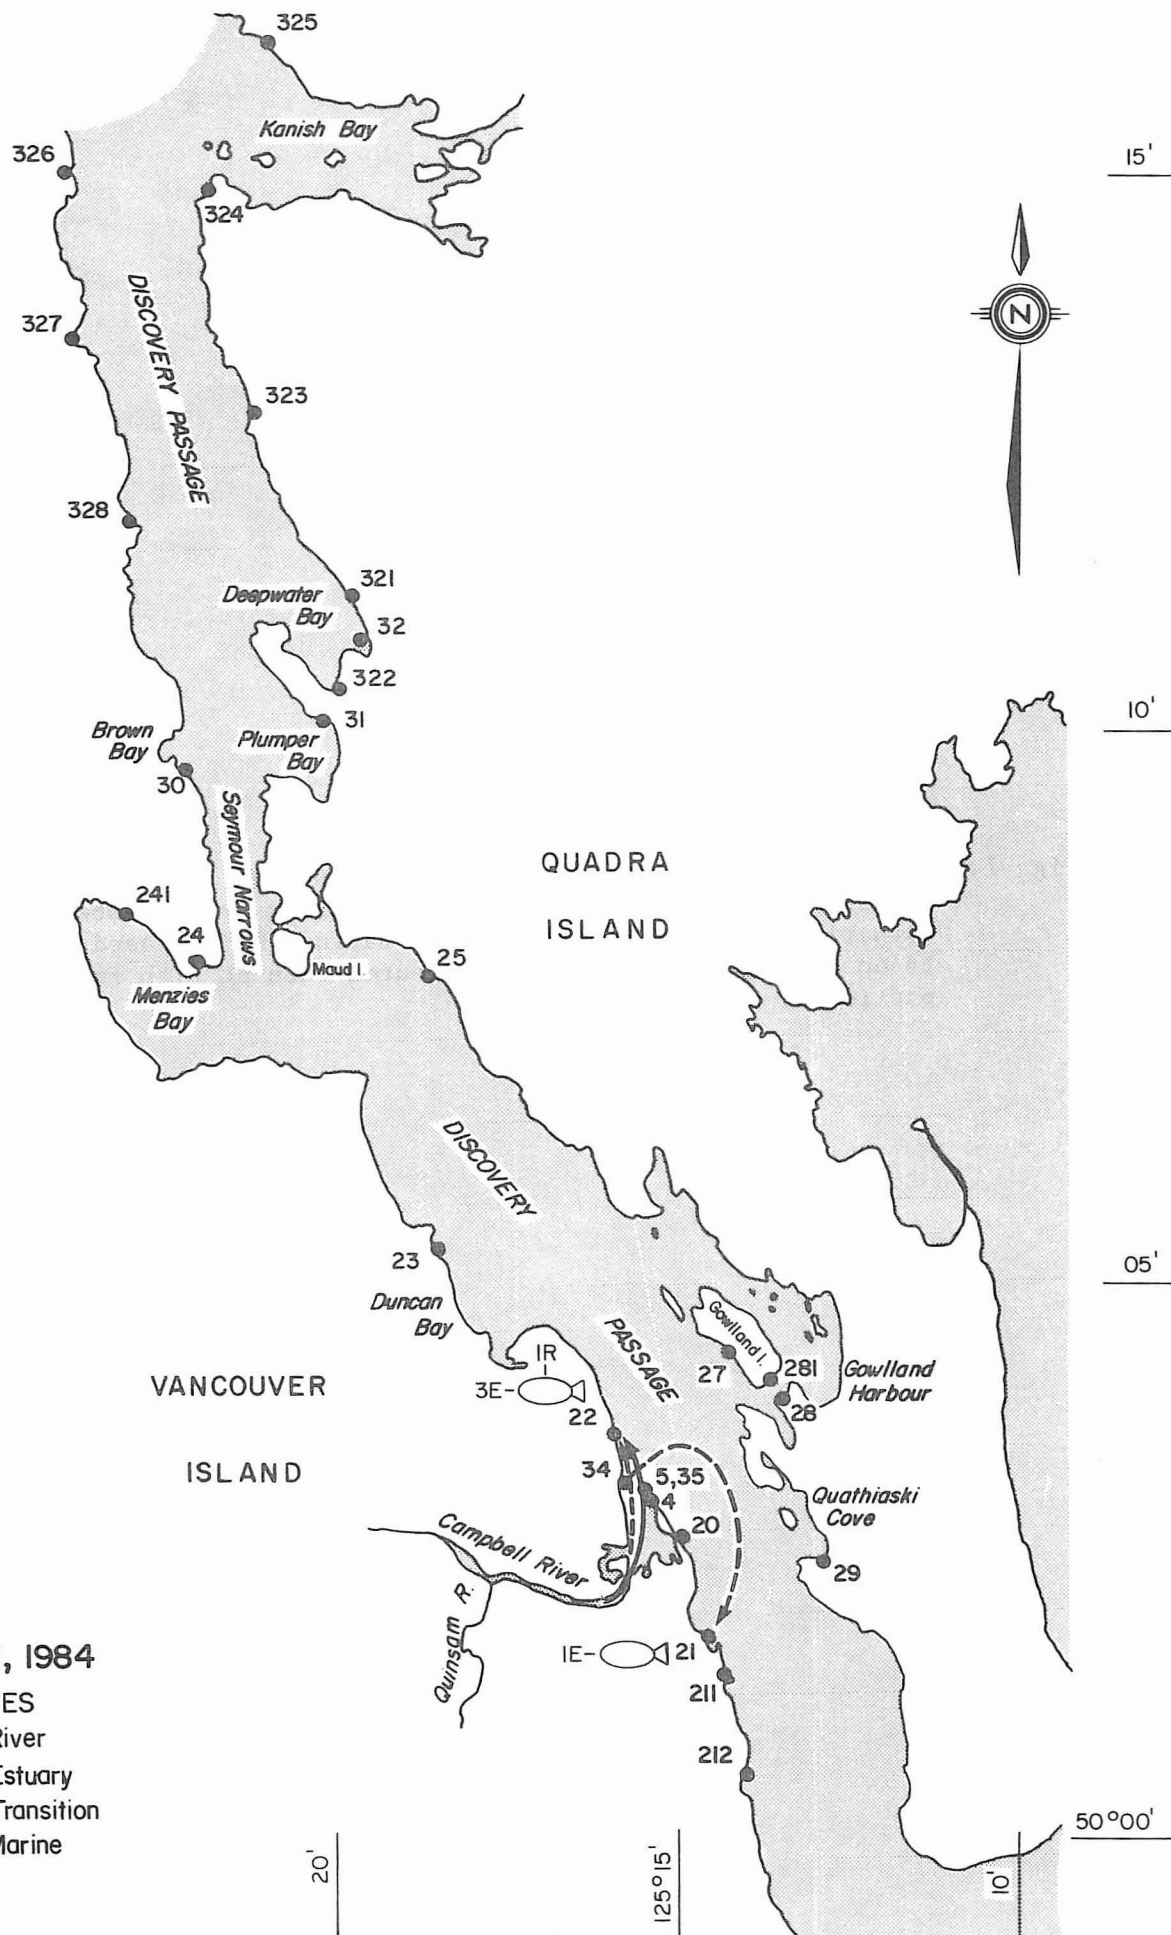 325
Kanish Bay
326
15'
324
N
DISCOVERY PASSAGE
327
323
328
321
Deepwater
Bay
32
322
31
10'
Brown
Bay
Plumper
Bay
30
Seymour Narrows
QUADRA
ISLAND
241
24
25
Maud I.
Menzies
Bay
DISCOVERY
23
05'
Duncan
Bay
Gowlland I.
PASSAGE
1R
27
281
Gowlland
Harbour
VANCOUVER
3E-
28
22
ISLAND
34
5,35
4
Quathiaski
Cove
20
Campbell River
29
Quinsam R.
, 1984
1E-
21
ES
211
River
Estuary
212
Transition
Marine
50°00'
20'
125°15'
10'